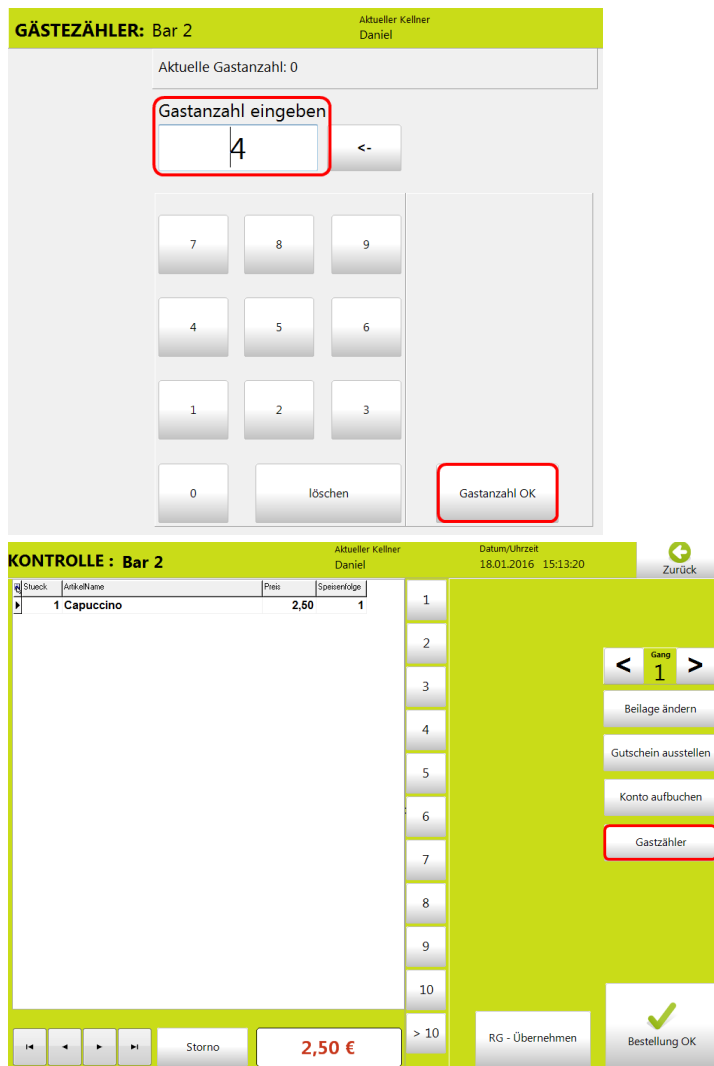 GÄSTEZÄHLER: Bar 2
Aktueller Kellner
Daniel
Aktuelle Gastanzahl: 0
Gastanzahl eingeben
4
<-
7 8 9
4 5 6
1 2 3
0 löschen Gastanzahl OK
KONTROLLE : Bar 2
Aktueller Kellner
Daniel
Datum/Uhrzeit
18.01.2016 15:13:20
Zurück
Stueck ArtikelName Preis Speisenfolge
1 Capuccino 2,50 1
1
2
3
4
5
6
7
8
9
10
> 10
< Gang 1 >
Beilage ändern
Gutschein ausstellen
Konto aufbuchen
Gastzähler
Storno
2,50 €
RG - Übernehmen
Bestellung OK